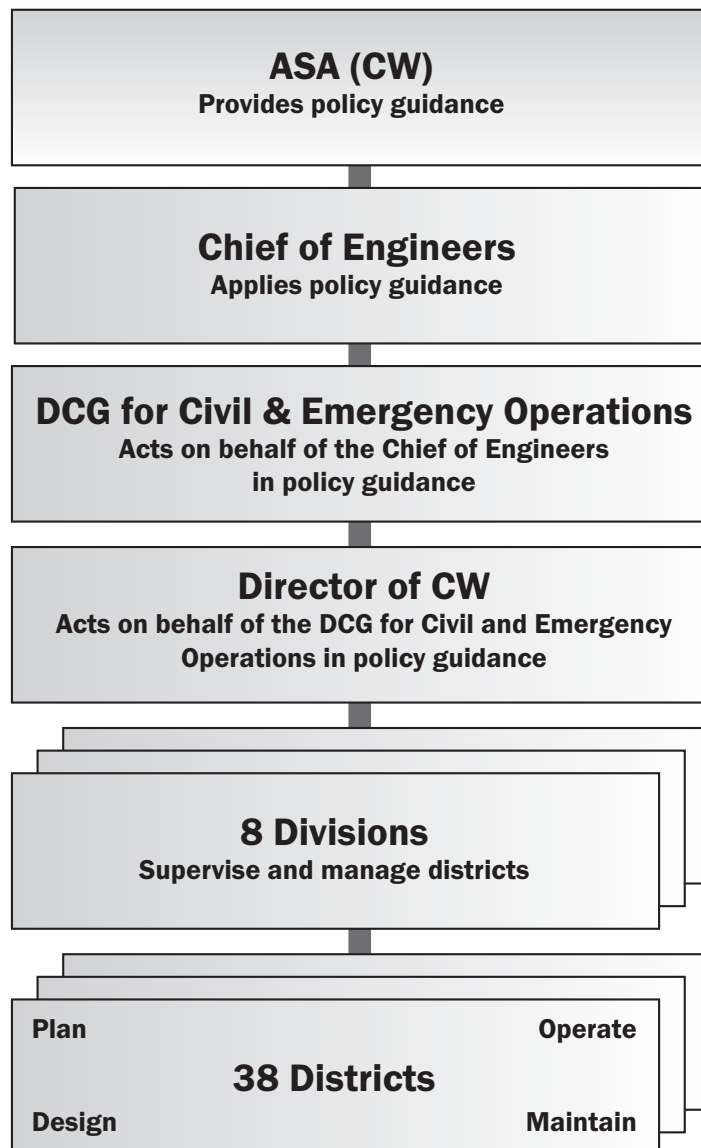 ASA (CW)
Provides policy guidance
Chief of Engineers
Applies policy guidance
DCG for Civil & Emergency Operations
Acts on behalf of the Chief of Engineers
in policy guidance
Director of CW
Acts on behalf of the DCG for Civil and Emergency
Operations in policy guidance
8 Divisions
Supervise and manage districts
Plan Operate
38 Districts
Design Maintain